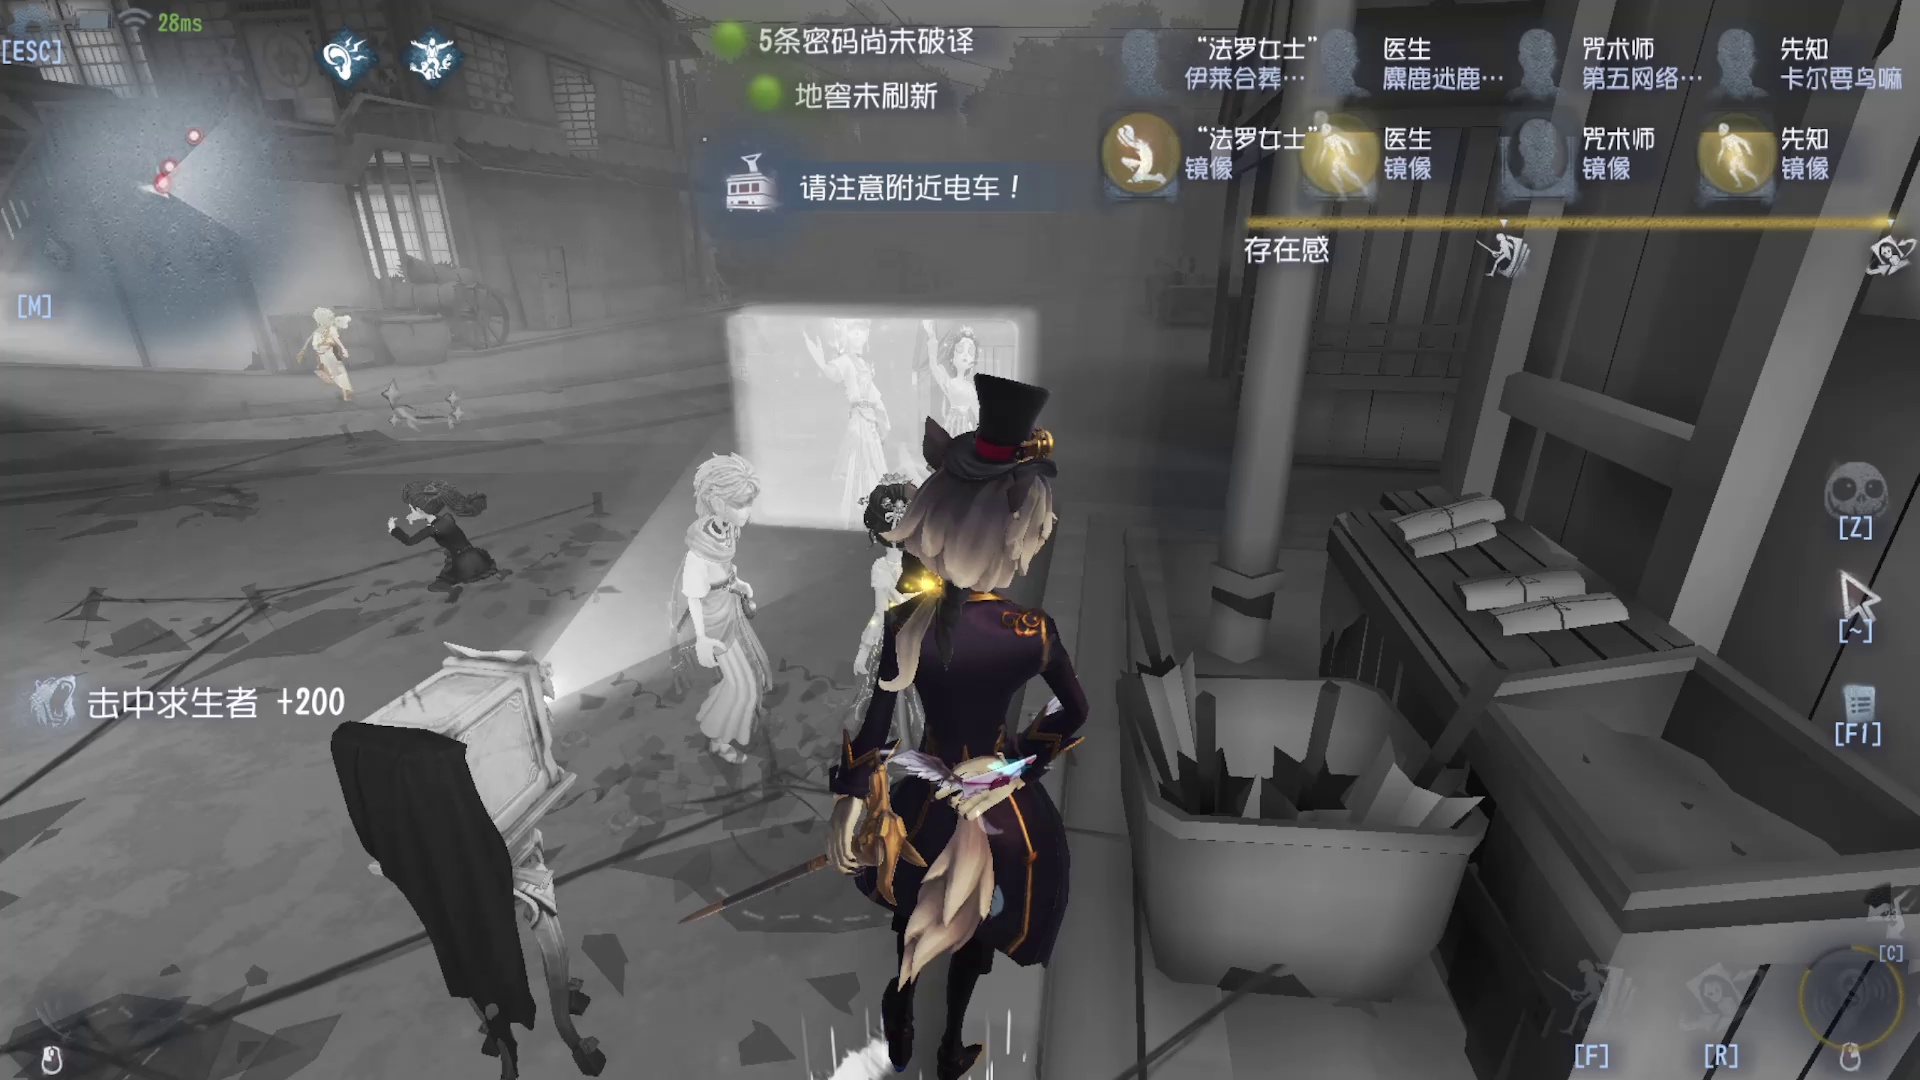 28ms
[ESC]
5条密码尚未破译
地窖未刷新
请注意附近电车！
“法罗女士”
伊莱合葬…
医生
麋鹿迷鹿…
咒术师
第五网络…
先知
卡尔要鸟嘛
“法罗女士”
镜像
医生
镜像
咒术师
镜像
先知
镜像
存在感
[M]
击中求生者 +200
[Z]
[~]
[F1]
[C]
[F]
[R]